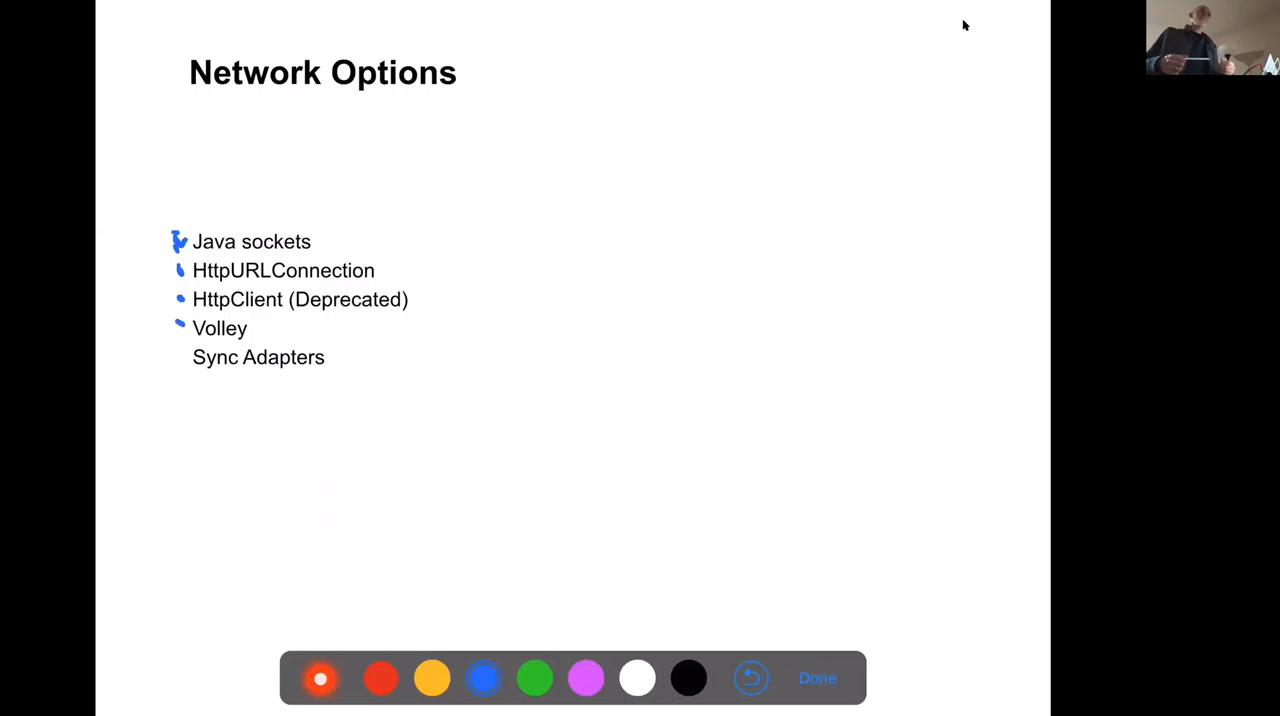 Network Options
Java sockets
HttpURLConnection
HttpClient (Deprecated)
Volley
Sync Adapters
Done